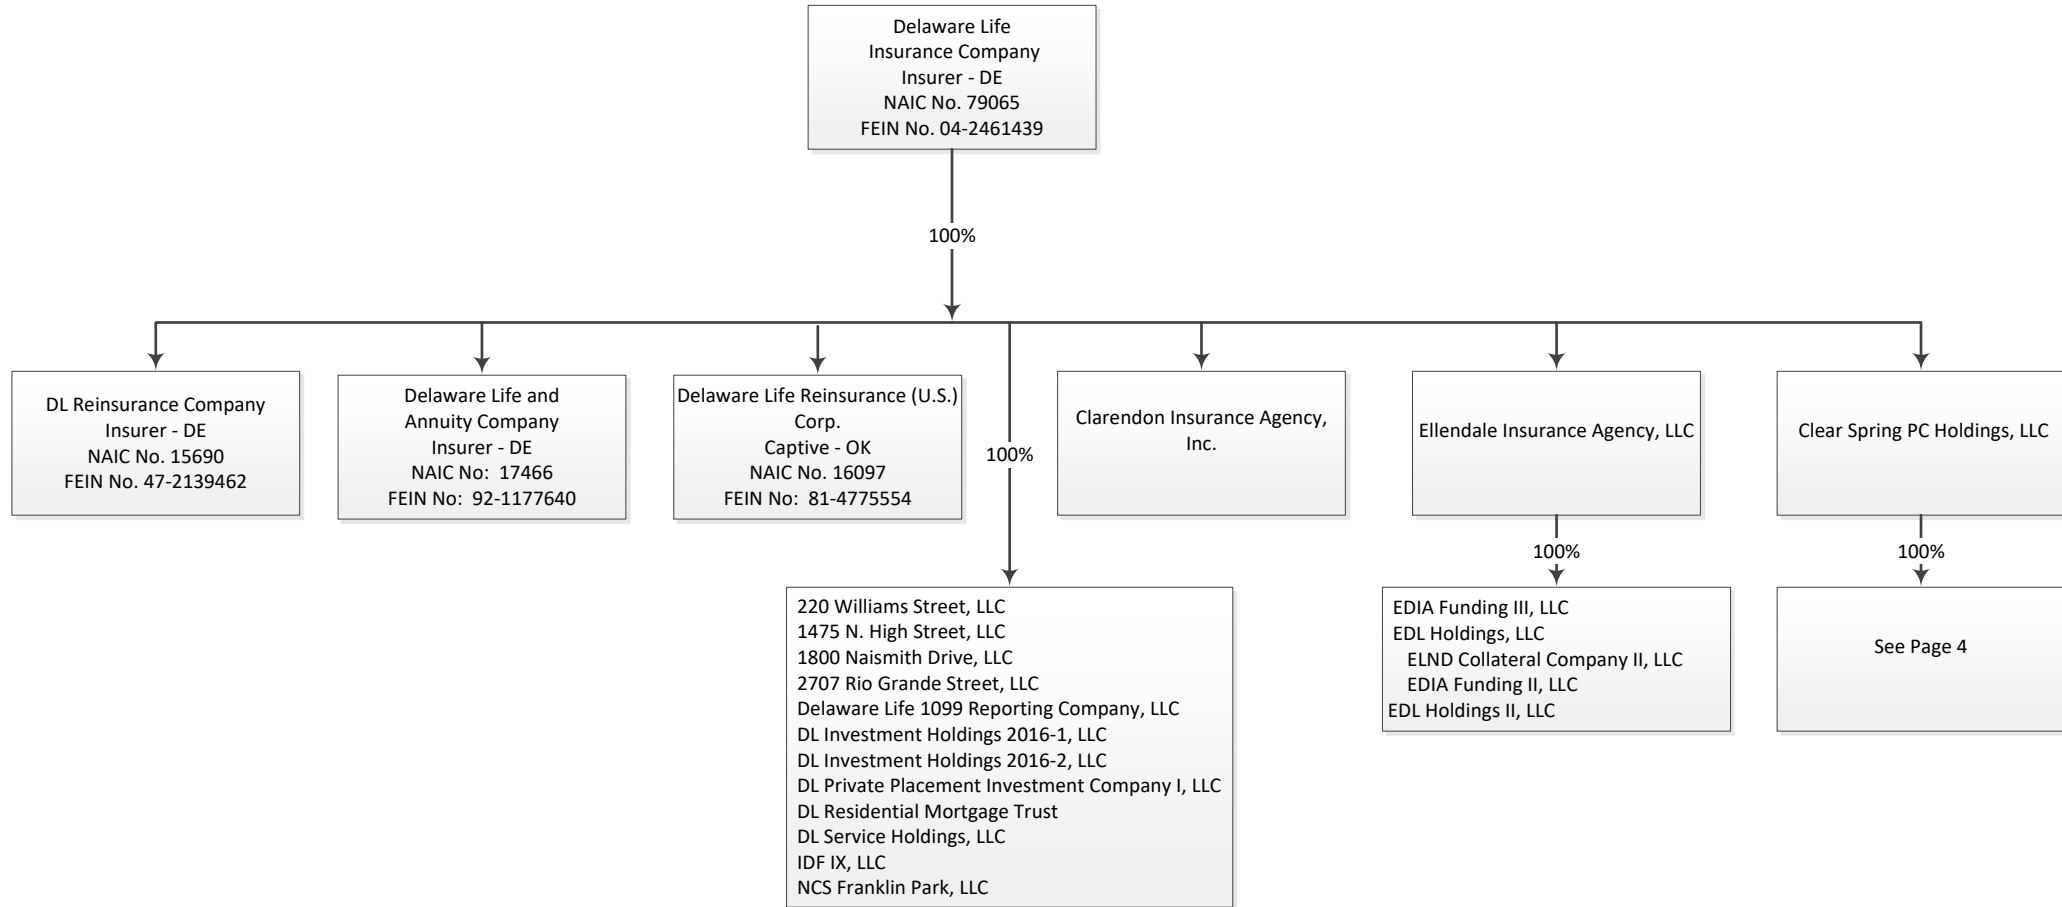 Delaware Life
Insurance Company
Insurer - DE
NAIC No. 79065
FEIN No. 04-2461439
100%
DL Reinsurance Company
Insurer - DE
NAIC No. 15690
FEIN No. 47-2139462
Delaware Life and
Annuity Company
Insurer - DE
NAIC No:  17466
FEIN No:  92-1177640
Delaware Life Reinsurance (U.S.)
Corp.
Captive - OK
NAIC No. 16097
FEIN No:  81-4775554
100%
Clarendon Insurance Agency,
Inc.
Ellendale Insurance Agency, LLC
Clear Spring PC Holdings, LLC
100%
100%
220 Williams Street, LLC
1475 N. High Street, LLC
1800 Naismith Drive, LLC
2707 Rio Grande Street, LLC
Delaware Life 1099 Reporting Company, LLC
DL Investment Holdings 2016-1, LLC
DL Investment Holdings 2016-2, LLC
DL Private Placement Investment Company I, LLC
DL Residential Mortgage Trust
DL Service Holdings, LLC
IDF IX, LLC
NCS Franklin Park, LLC
EDIA Funding III, LLC
EDL Holdings, LLC
ELND Collateral Company II, LLC
EDIA Funding II, LLC
EDL Holdings II, LLC
See Page 4